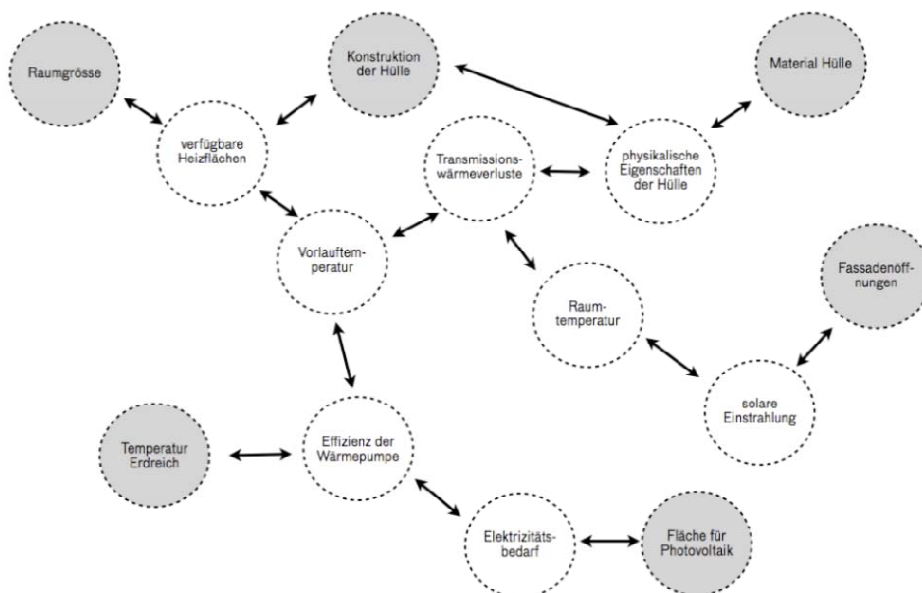 Raumgrösse
Konstruktion
der Hülle
Material Hülle
verfügbare
Heizflächen
Transmissions-
wärmeverluste
physikalische
Eigenschaften
der Hülle
Vorlauftem-
peratur
Fassadenöff-
nungen
Raum-
temperatur
solare
Einstrahlung
Temperatur
Erdreich
Effizienz der
Wärmepumpe
Elektrizitäts-
bedarf
Fläche für
Photovoltaik